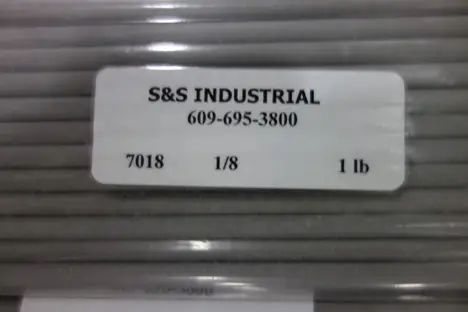 S&S INDUSTRIAL
609-695-3800
7018 1/8 1 lb